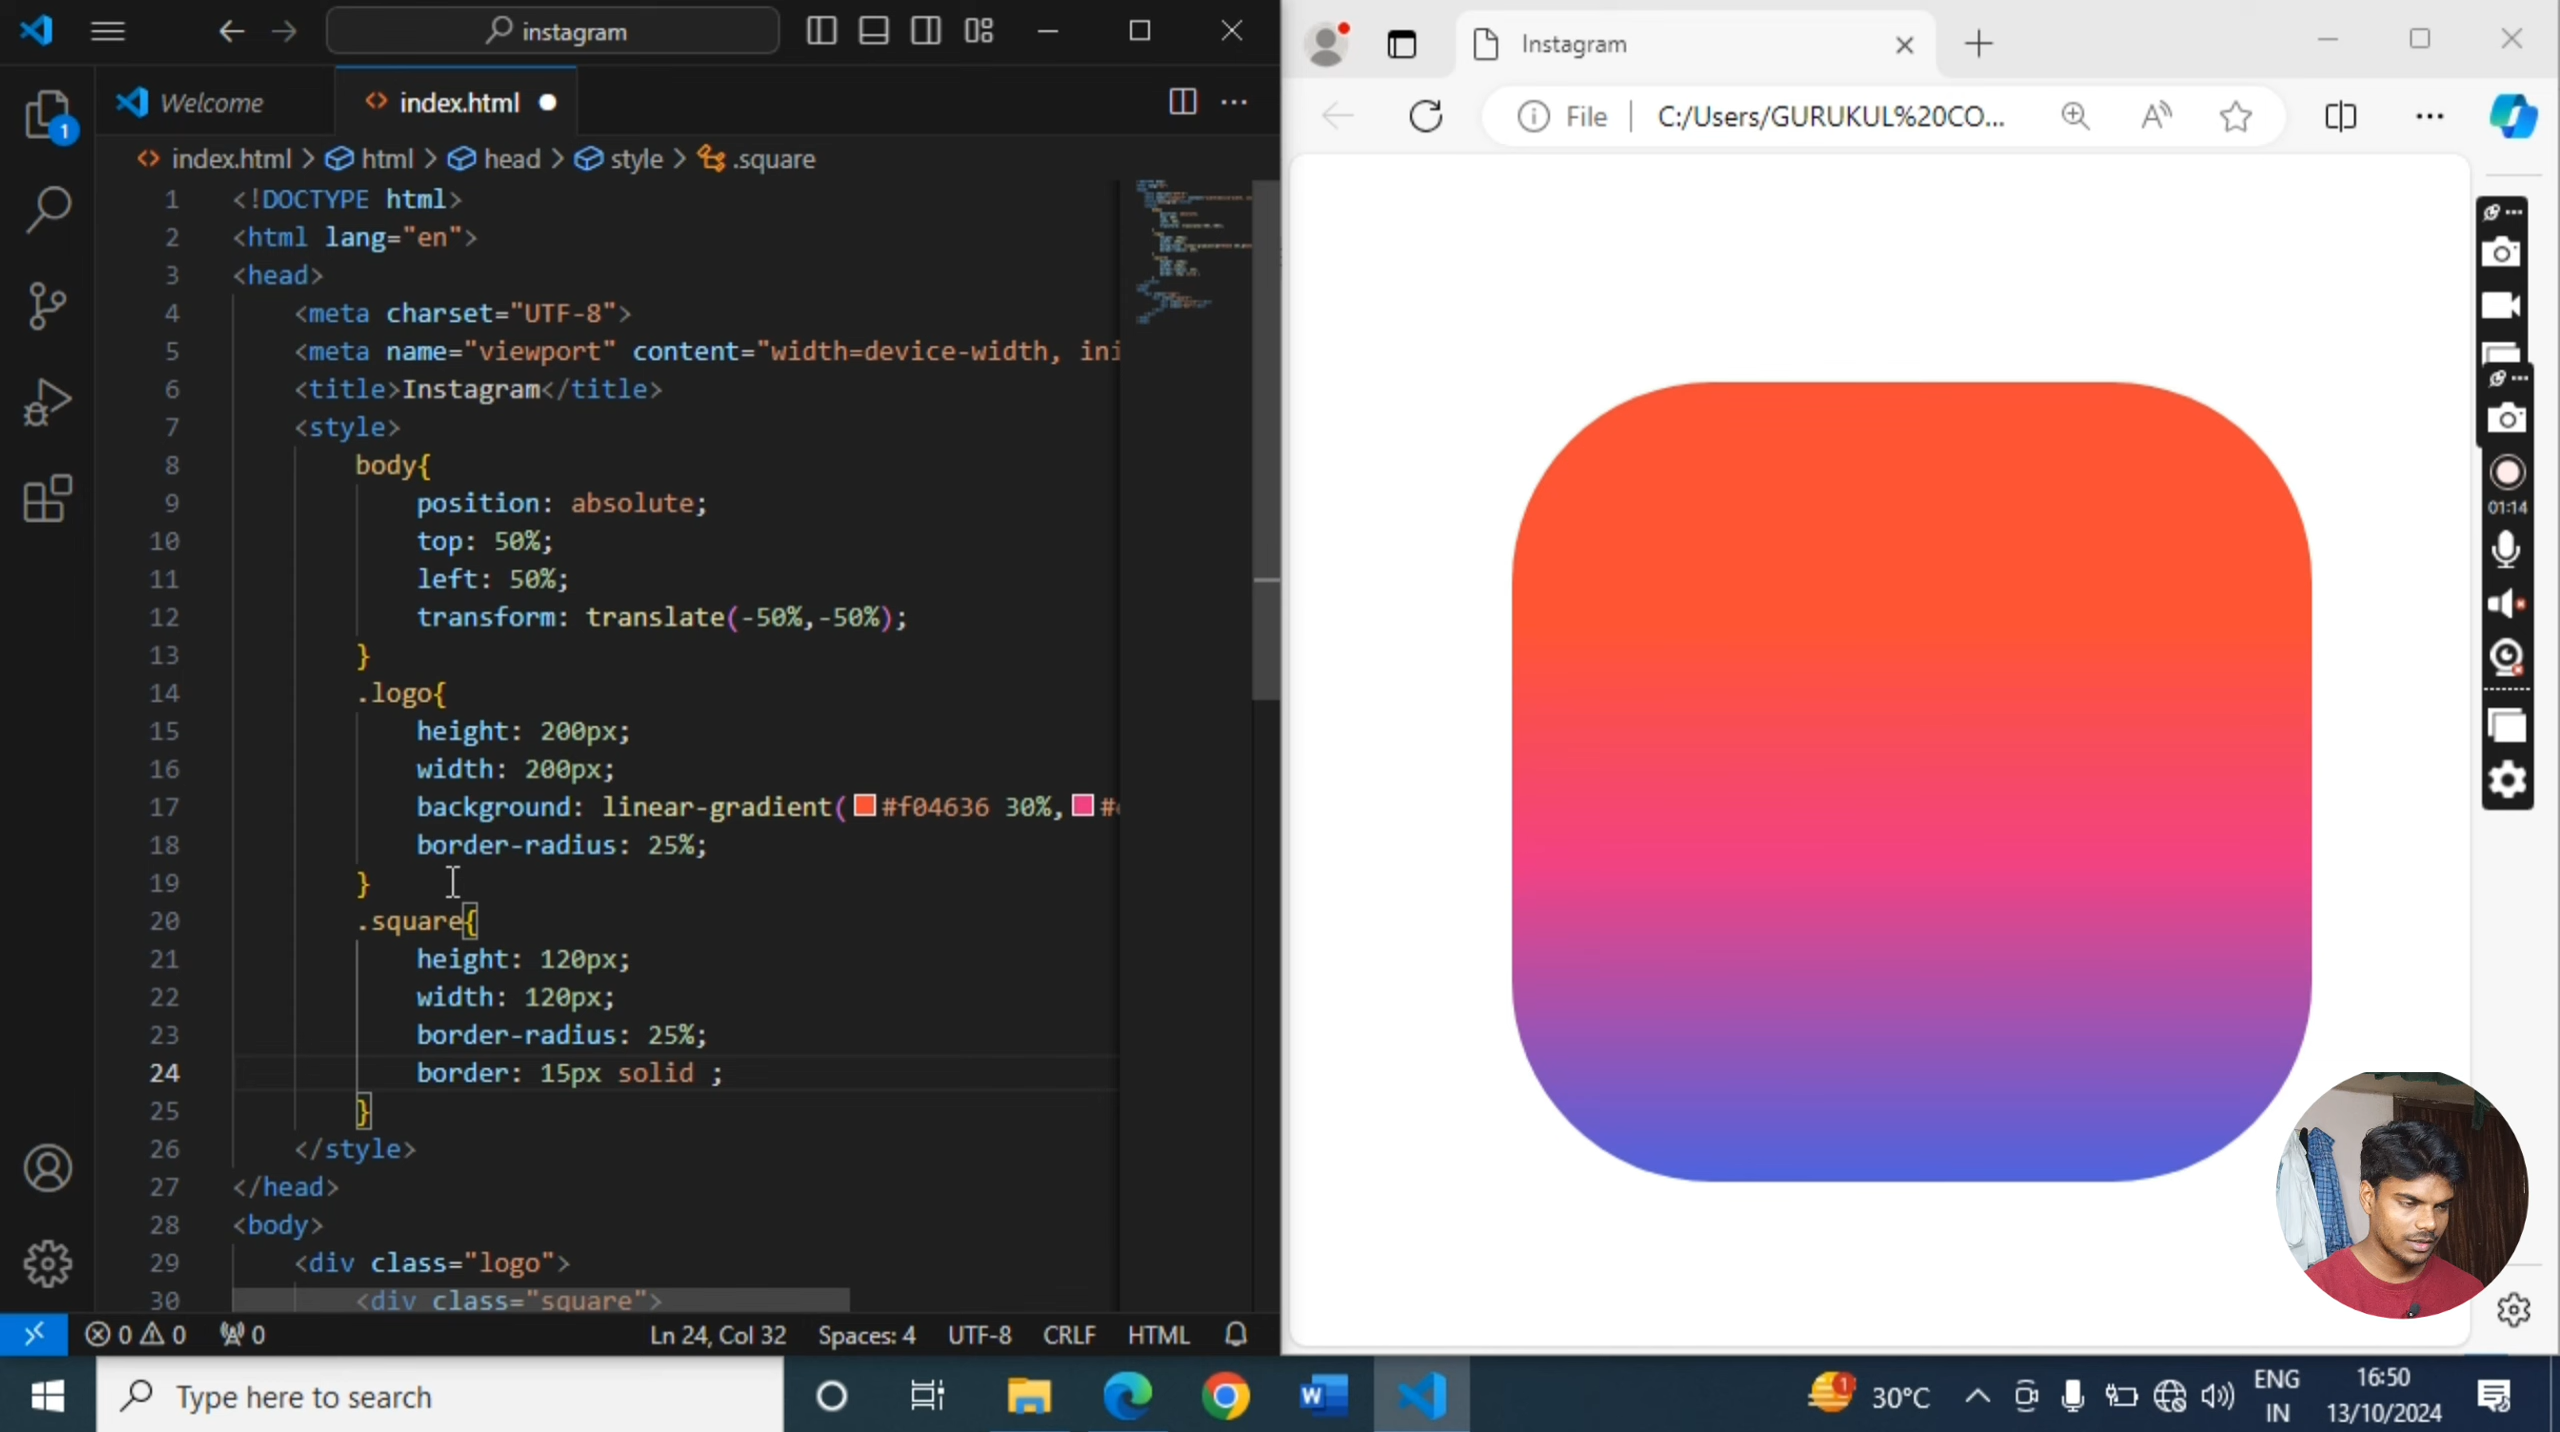 instagram
Welcome
index.html
index.html > html > head > style > .square
1 <!DOCTYPE html>
2 <html lang="en">
3 <head>
4 <meta charset="UTF-8">
5 <meta name="viewport" content="width=device-width, ini
6 <title>Instagram</title>
7 <style>
8 body{
9 position: absolute;
10 top: 50%;
11 left: 50%;
12 transform: translate(-50%,-50%);
13 }
14 .logo{
15 height: 200px;
16 width: 200px;
17 background: linear-gradient(#f04636 30%,#
18 border-radius: 25%;
19 }
20 .square{
21 height: 120px;
22 width: 120px;
23 border-radius: 25%;
24 border: 15px solid ;
25 }
26 </style>
27 </head>
28 <body>
29 <div class="logo">
30 <div class="square">
1
0 0 0 Ln 24, Col 32 Spaces: 4 UTF-8 CRLF HTML
Instagram
File C:/Users/GURUKUL%20CO...
01:14
Type here to search
1
30°C
ENG
IN
16:50
13/10/2024